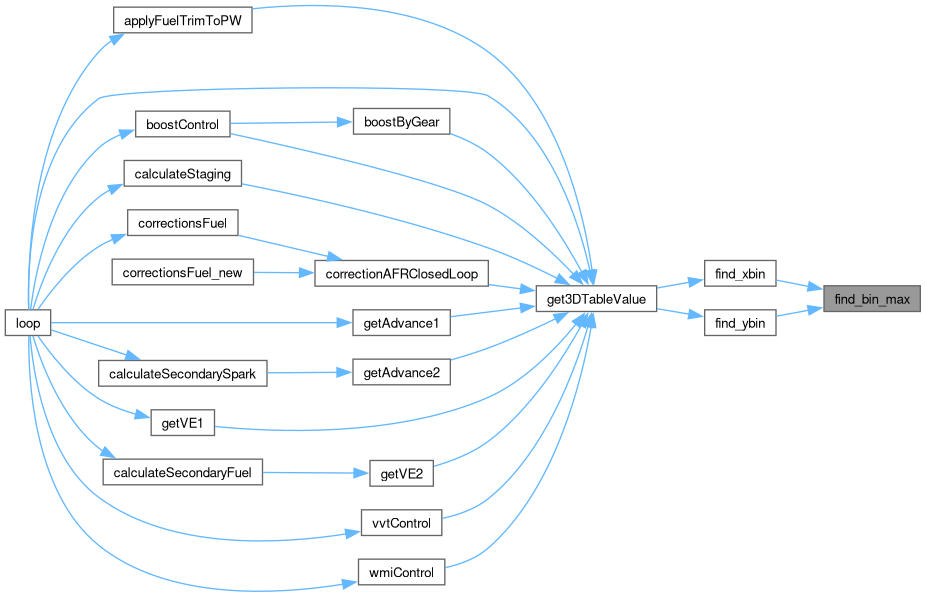 applyFuelTrimToPW
boostControl
boostByGear
calculateStaging
correctionsFuel
correctionsFuel_new
correctionAFRClosedLoop
find_xbin
get3DTableValue
find_bin_max
loop
getAdvance1
find_ybin
calculateSecondarySpark
getAdvance2
getVE1
calculateSecondaryFuel
getVE2
vvtControl
wmiControl